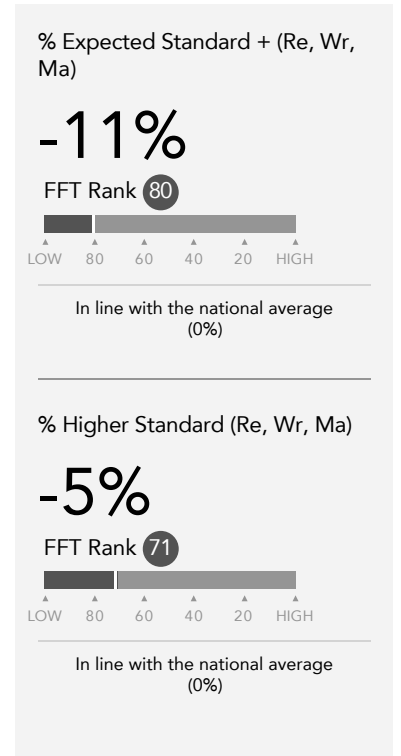 % Expected Standard + (Re, Wr,
Ma)
-11%
FFT Rank 80
LOW 80 60 40 20 HIGH
In line with the national average
(0%)
% Higher Standard (Re, Wr, Ma)
-5%
FFT Rank 71
LOW 80 60 40 20 HIGH
In line with the national average
(0%)